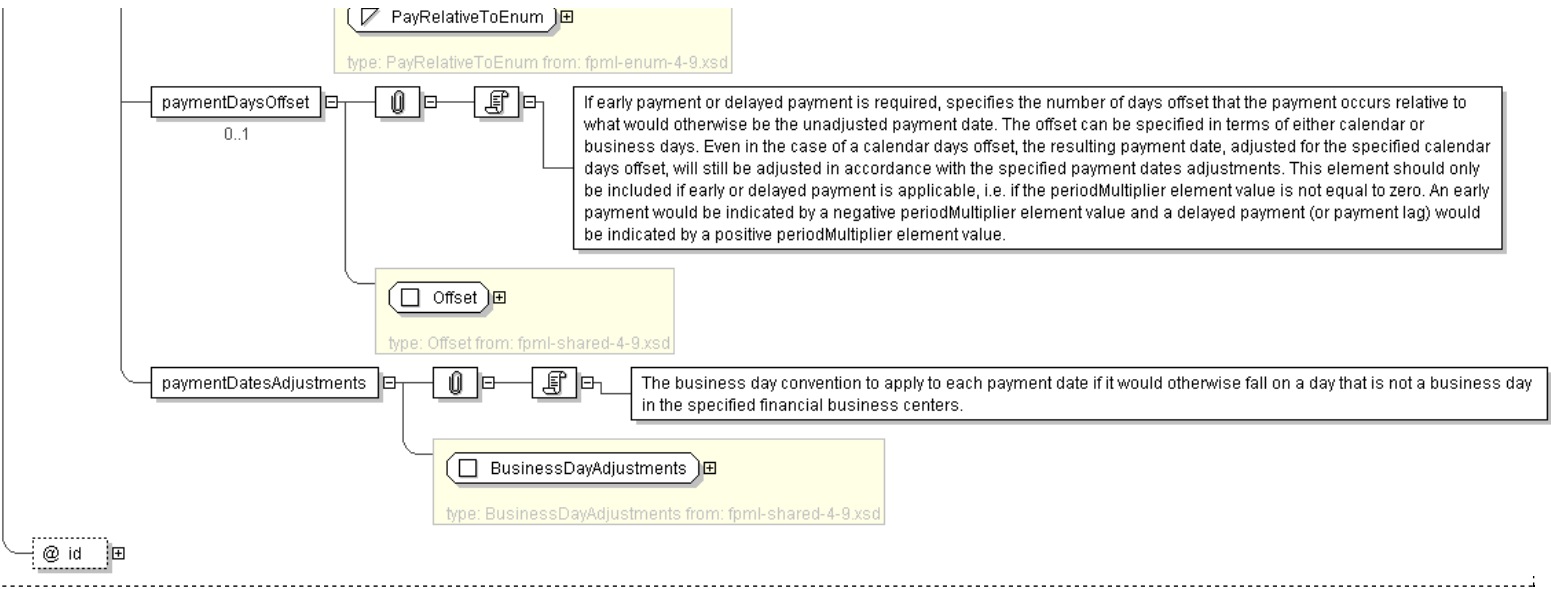 PayRelativeToEnum
type: PayRelativeToEnum from: fpml-enum-4-9.xsd
paymentDaysOffset
0..1
If early payment or delayed payment is required, specifies the number of days offset that the payment occurs relative to
what would otherwise be the unadjusted payment date. The offset can be specified in terms of either calendar or
business days. Even in the case of a calendar days offset, the resulting payment date, adjusted for the specified calendar
days offset, will still be adjusted in accordance with the specified payment dates adjustments. This element should only
be included if early or delayed payment is applicable, i.e. if the periodMultiplier element value is not equal to zero. An early
payment would be indicated by a negative periodMultiplier element value and a delayed payment (or payment lag) would
be indicated by a positive periodMultiplier element value.
Offset
type: Offset from: fpml-shared-4-9.xsd
paymentDatesAdjustments
The business day convention to apply to each payment date if it would otherwise fall on a day that is not a business day
in the specified financial business centers.
BusinessDayAdjustments
type: BusinessDayAdjustments from: fpml-shared-4-9.xsd
@ id